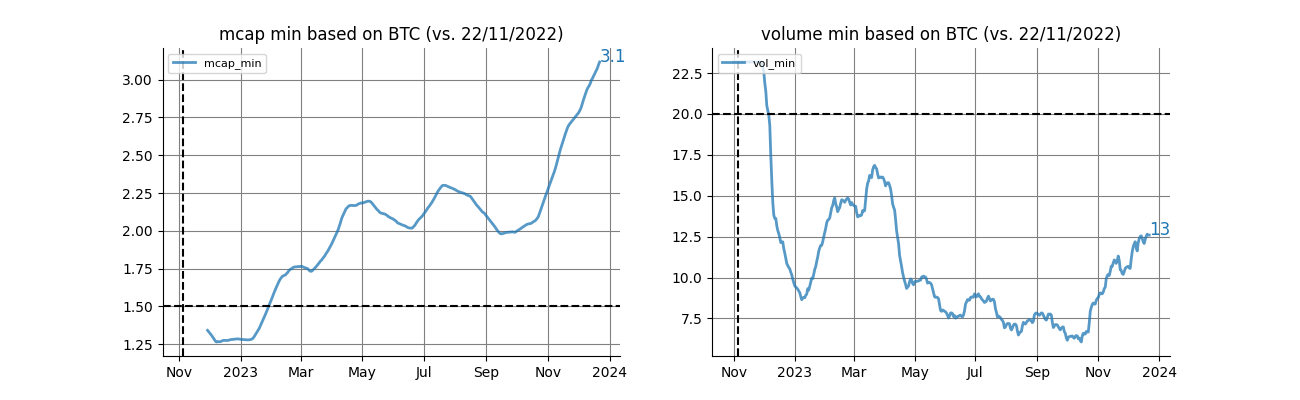 mcap min based on BTC (vs. 22/11/2022)
mcap_min
3.1
3.00
2.75
2.50
2.25
2.00
1.75
1.50
1.25
Nov 2023 Mar May Jul Sep Nov 2024
volume min based on BTC (vs. 22/11/2022)
vol_min
22.5
20.0
17.5
15.0
13
12.5
10.0
7.5
Nov 2023 Mar May Jul Sep Nov 2024